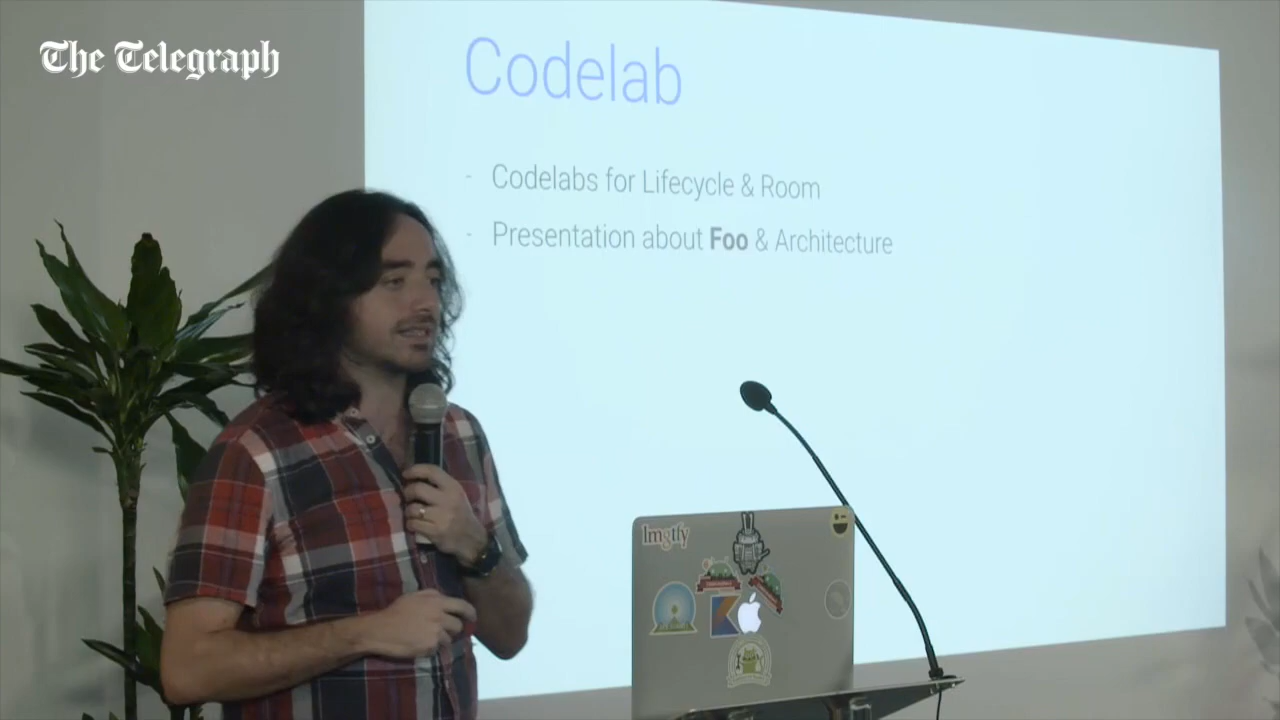 The Telegraph
Codelab
- Codelabs for Lifecycle & Room
- Presentation about Foo & Architecture
lmgtfy